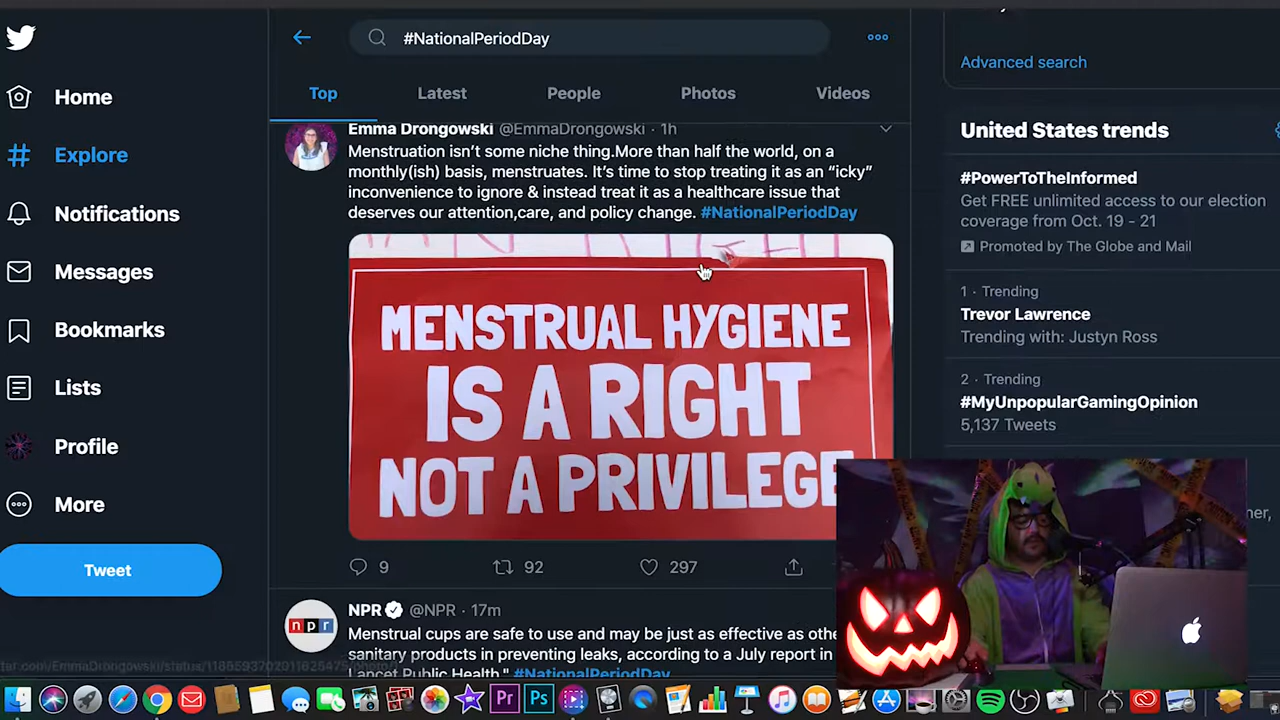 #NationalPeriodDay
Advanced search
Top
Latest
People
Photos
Videos
Home
Explore
Notifications
Messages
Bookmarks
Lists
Profile
More
Tweet
Emma Drongowski @EmmaDrongowski · 1h
Menstruation isn't some niche thing.More than half the world, on a
monthly(ish) basis, menstruates. It's time to stop treating it as an “icky”
inconvenience to ignore & instead treat it as a healthcare issue that
deserves our attention,care, and policy change. #NationalPeriodDay
MENSTRUAL HYGIENE
IS A RIGHT
NOT A PRIVILEGE
9
92
297
NPR @NPR · 17m
npr
Menstrual cups are safe to use and may be just as effective as othe
sanitary products in preventing leaks, according to a July report in
Lancet Public Health." #NationalPeriodDay
United States trends
#PowerToTheInformed
Get FREE unlimited access to our election
coverage from Oct. 19 - 21
Promoted by The Globe and Mail
1 · Trending
Trevor Lawrence
Trending with: Justyn Ross
2 · Trending
#MyUnpopularGamingOpinion
5,137 Tweets
Pr
Ps